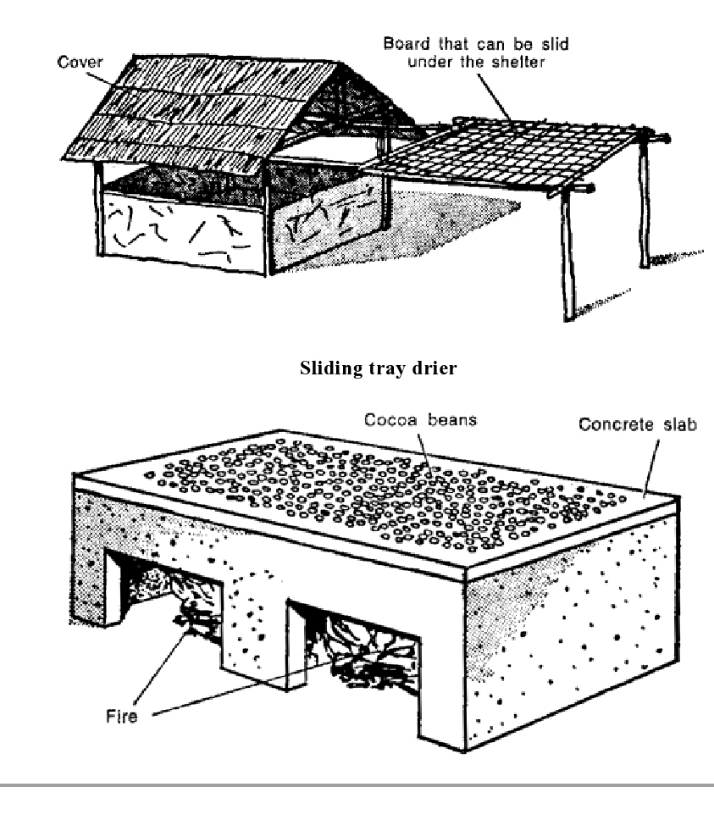 Cover
Board that can be slid
under the shelter
Sliding tray drier
Cocoa beans
Concrete slab
Fire